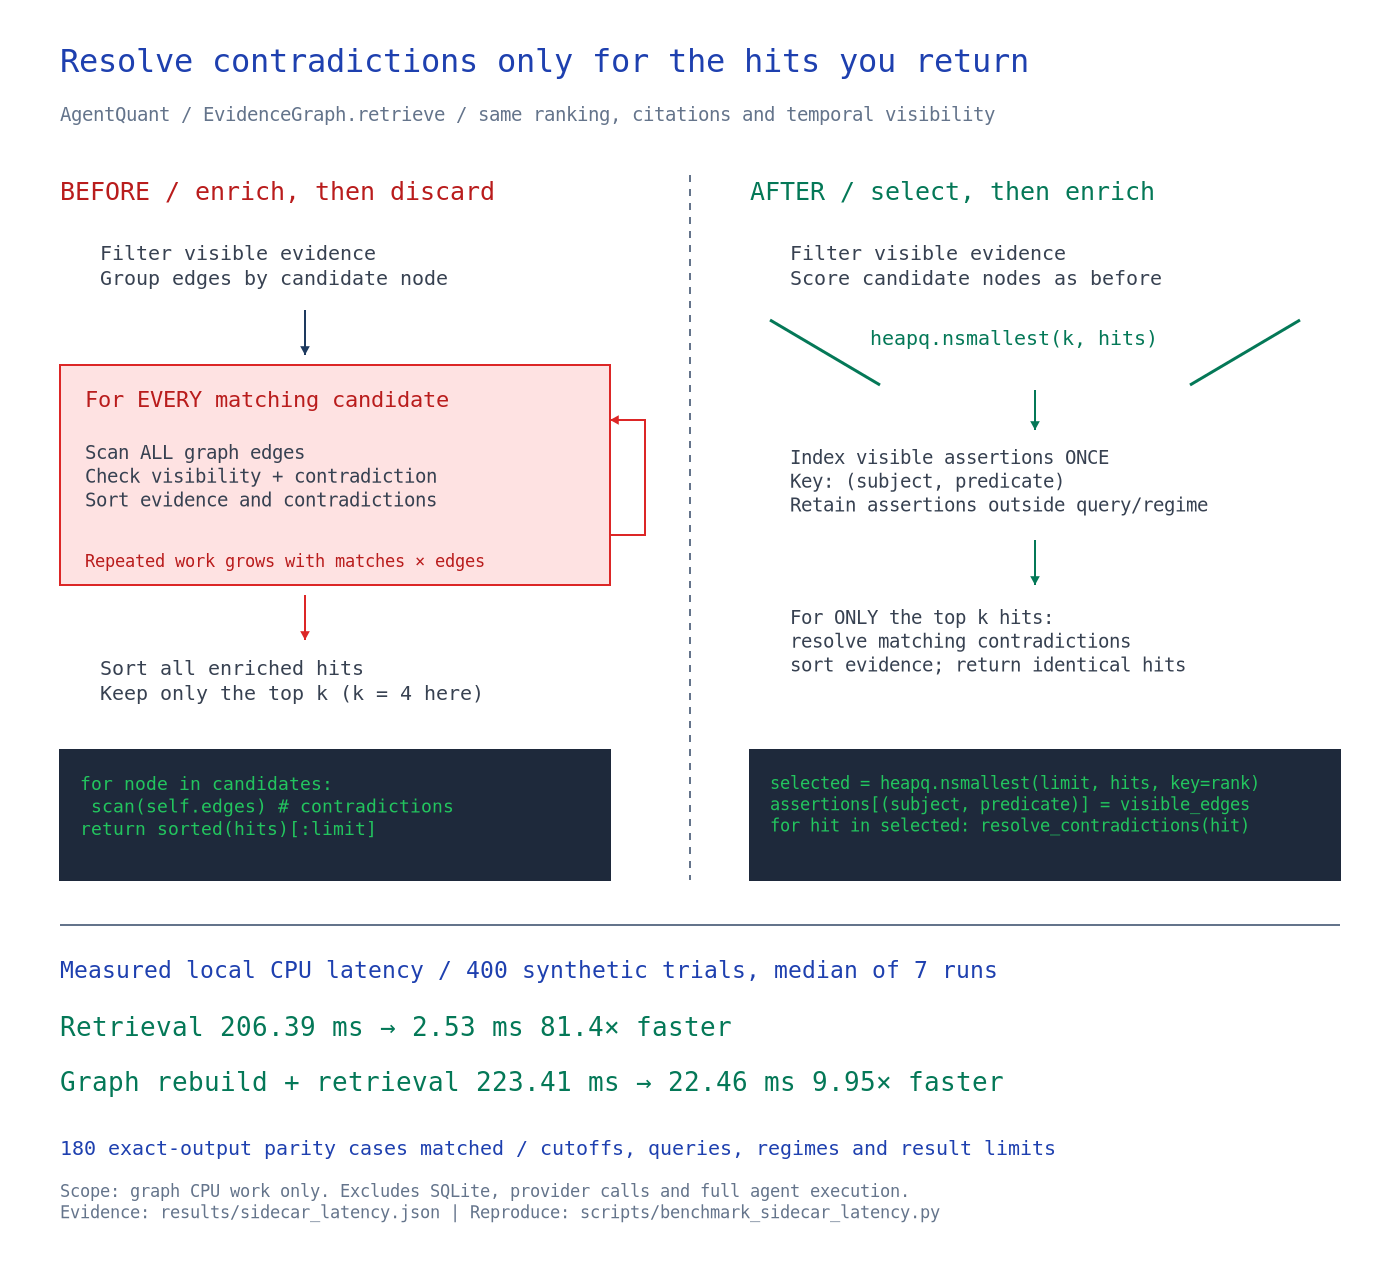 Resolve contradictions only for the hits you return
AgentQuant / EvidenceGraph.retrieve / same ranking, citations and temporal visibility
BEFORE / enrich, then discard
Filter visible evidence
Group edges by candidate node
For EVERY matching candidate
Scan ALL graph edges
Check visibility + contradiction
Sort evidence and contradictions
Repeated work grows with matches × edges
Sort all enriched hits
Keep only the top k (k = 4 here)
for node in candidates:
 scan(self.edges) # contradictions
return sorted(hits)[:limit]
AFTER / select, then enrich
Filter visible evidence
Score candidate nodes as before
heapq.nsmallest(k, hits)
Index visible assertions ONCE
Key: (subject, predicate)
Retain assertions outside query/regime
For ONLY the top k hits:
resolve matching contradictions
sort evidence; return identical hits
selected = heapq.nsmallest(limit, hits, key=rank)
assertions[(subject, predicate)] = visible_edges
for hit in selected: resolve_contradictions(hit)
Measured local CPU latency / 400 synthetic trials, median of 7 runs
Retrieval 206.39 ms → 2.53 ms 81.4× faster
Graph rebuild + retrieval 223.41 ms → 22.46 ms 9.95× faster
180 exact-output parity cases matched / cutoffs, queries, regimes and result limits
Scope: graph CPU work only. Excludes SQLite, provider calls and full agent execution.
Evidence: results/sidecar_latency.json | Reproduce: scripts/benchmark_sidecar_latency.py